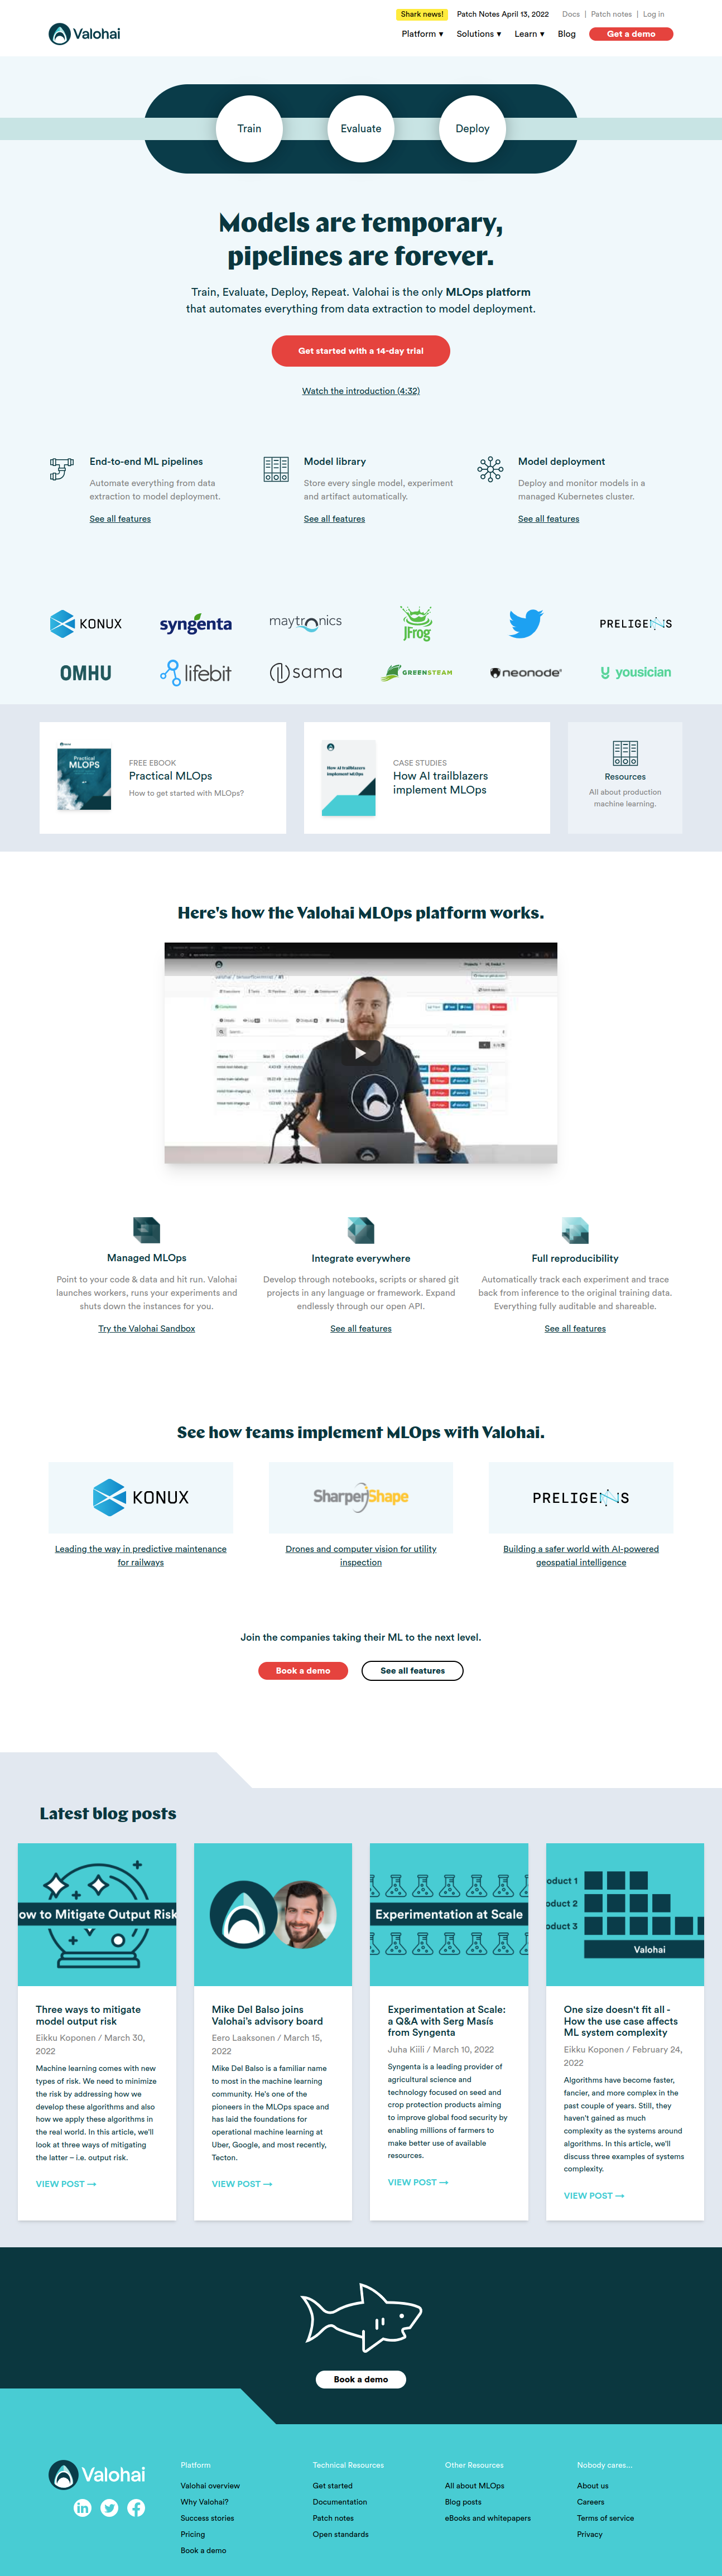 Shark news! Patch Notes April 13, 2022 Docs | Patch notes | Log in
Valohai
Platform ▾ Solutions ▾ Learn ▾ Blog Get a demo
Train Evaluate Deploy
Models are temporary,
pipelines are forever.
Train, Evaluate, Deploy, Repeat. Valohai is the only MLOps platform
that automates everything from data extraction to model deployment.
Get started with a 14-day trial
Watch the introduction (4:32)
End-to-end ML pipelines
Automate everything from data
extraction to model deployment.
See all features
Model library
Store every single model, experiment
and artifact automatically.
See all features
Model deployment
Deploy and monitor models in a
managed Kubernetes cluster.
See all features
KONUX syngenta maytronics JFrog PRELIGENS
OMHU lifebit sama GREENSTEAM neonode yousician
Practical
MLOPS
FREE EBOOK
Practical MLOps
How to get started with MLOps?
How AI trailblazers
implement MLOps
CASE STUDIES
How AI trailblazers
implement MLOps
Resources
All about production
machine learning.
Here's how the Valohai MLOps platform works.
Managed MLOps
Point to your code & data and hit run. Valohai
launches workers, runs your experiments and
shuts down the instances for you.
Try the Valohai Sandbox
Integrate everywhere
Develop through notebooks, scripts or shared git
projects in any language or framework. Expand
endlessly through our open API.
See all features
Full reproducibility
Automatically track each experiment and trace
back from inference to the original training data.
Everything fully auditable and shareable.
See all features
See how teams implement MLOps with Valohai.
KONUX
Leading the way in predictive maintenance
for railways
SharperShape
Drones and computer vision for utility
inspection
PRELIGENS
Building a safer world with AI-powered
geospatial intelligence
Join the companies taking their ML to the next level.
Book a demo See all features
Latest blog posts
ow to Mitigate Output Risk
Three ways to mitigate
model output risk
Eikku Koponen / March 30,
2022
Machine learning comes with new
types of risk. We need to minimize
the risk by addressing how we
develop these algorithms and also
how we apply these algorithms in
the real world. In this article, we'll
look at three ways of mitigating
the latter – i.e. output risk.
VIEW POST →
Mike Del Balso joins
Valohai's advisory board
Eero Laaksonen / March 15,
2022
Mike Del Balso is a familiar name
to most in the machine learning
community. He's one of the
pioneers in the MLOps space and
has laid the foundations for
operational machine learning at
Uber, Google, and most recently,
Tecton.
VIEW POST →
Experimentation at Scale
Experimentation at Scale:
a Q&A with Serg Masís
from Syngenta
Juha Kiili / March 10, 2022
Syngenta is a leading provider of
agricultural science and
technology focused on seed and
crop protection products aiming
to improve global food security by
enabling millions of farmers to
make better use of available
resources.
VIEW POST →
oduct 1
oduct 2
oduct 3
Valohai
One size doesn't fit all -
How the use case affects
ML system complexity
Eikku Koponen / February 24,
2022
Algorithms have become faster,
fancier, and more complex in the
past couple of years. Still, they
haven't gained as much
complexity as the systems around
algorithms. In this article, we'll
discuss three examples of systems
complexity.
VIEW POST →
Book a demo
Valohai
Platform
Valohai overview
Why Valohai?
Success stories
Pricing
Book a demo
Technical Resources
Get started
Documentation
Patch notes
Open standards
Other Resources
All about MLOps
Blog posts
eBooks and whitepapers
Nobody cares...
About us
Careers
Terms of service
Privacy